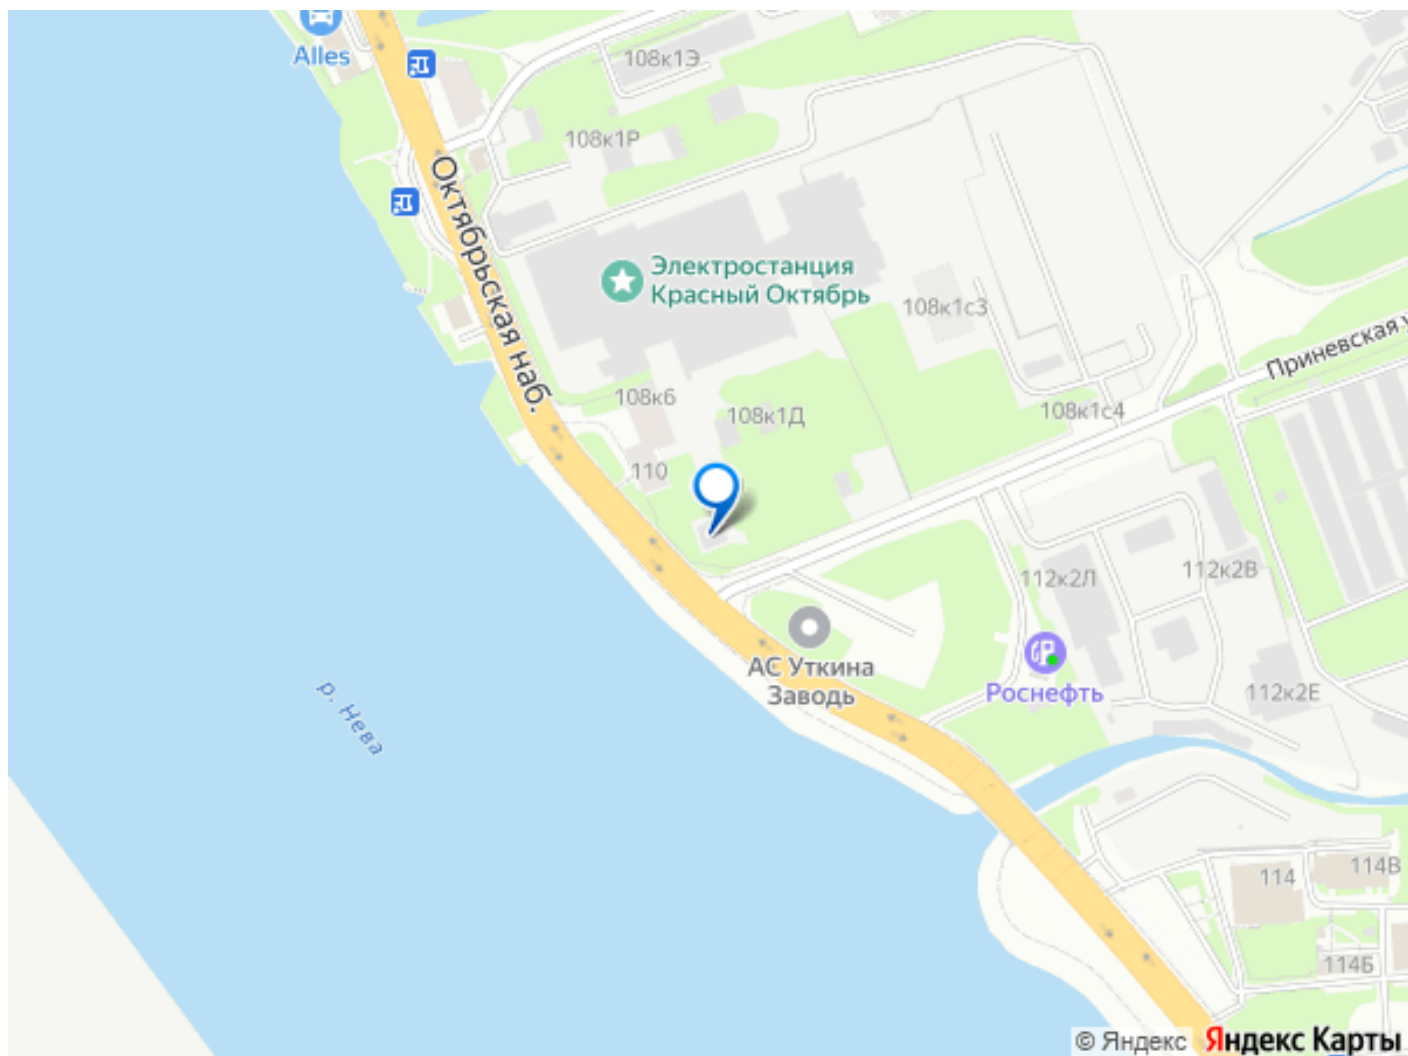 Alles
108к1Э
108к1Р
Октябрьская наб.
Электростанция
Красный Октябрь
108к1с3
Приневская у
108к6
108к1Д
108к1с4
110
112к2Л
112к2В
АС Уткина
Заводь
Роснефть
112к2Е
р. Нева
114
114В
114Б
© Яндекс Яндекс Карты